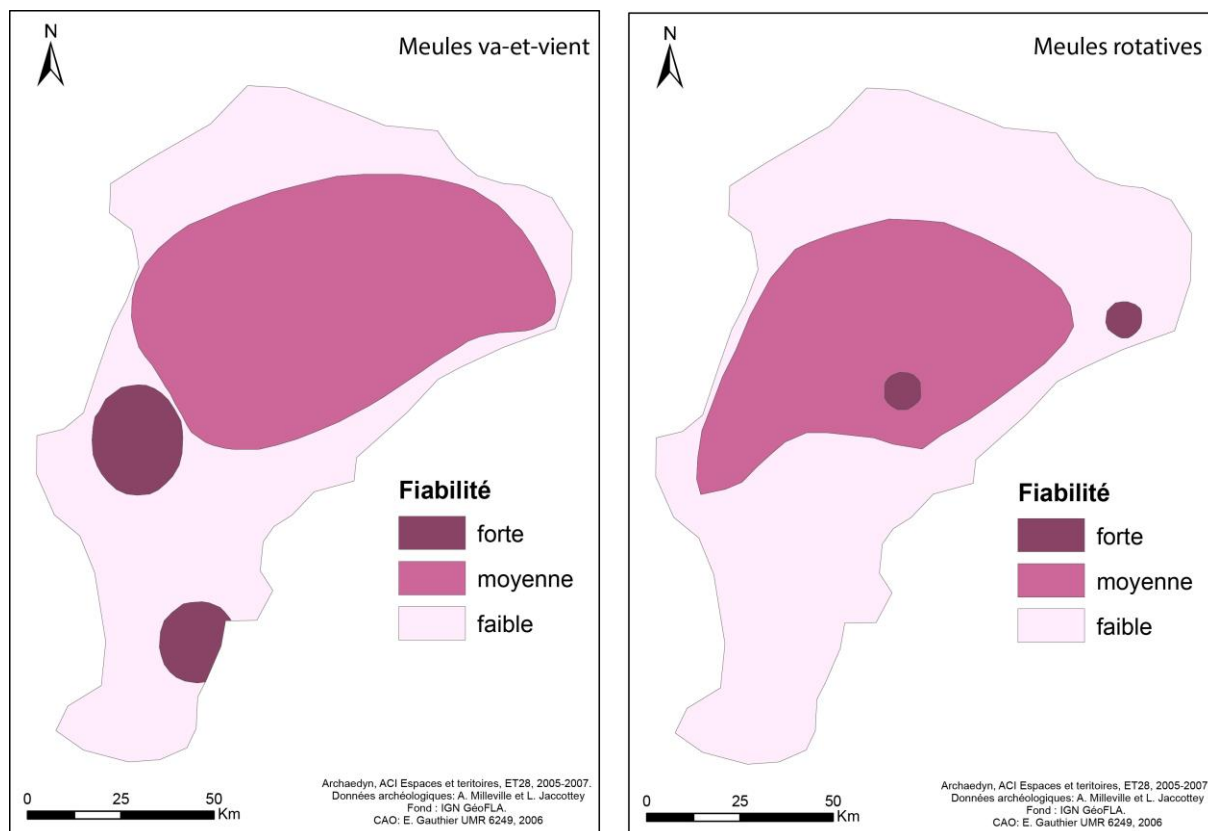 N
Meules va-et-vient
Fiabilité
forte
moyenne
faible
Archaedyn, ACI Espaces et teritoires, ET28, 2005-2007.
Données archéologiques: A. Milleville et L. Jaccottey
Fond : IGN GéoFLA.
CAO: E. Gauthier UMR 6249, 2006
0 25 50
Km
N
Meules rotatives
Fiabilité
forte
moyenne
faible
Archaedyn, ACI Espaces et teritoires, ET28, 2005-2007.
Données archéologiques: A. Milleville et L. Jaccottey
Fond : IGN GéoFLA.
CAO: E. Gauthier UMR 6249, 2006
0 25 50
Km